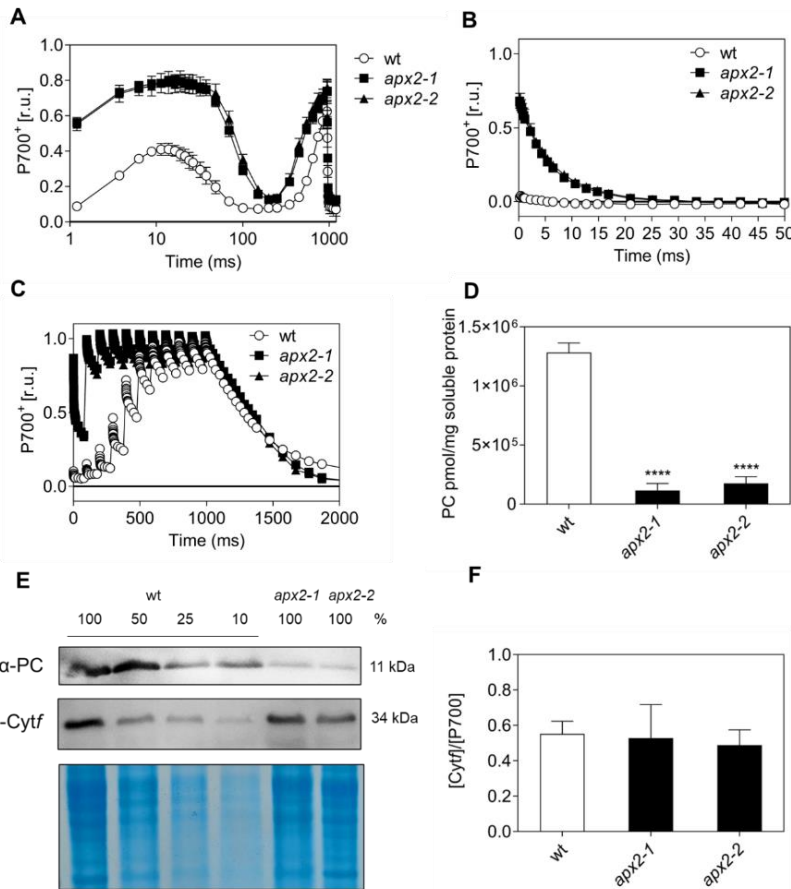 A
P700+ [r.u.]
1.0
0.8
0.6
0.4
0.2
0.0
1 10 100 1000
Time (ms)
wt
apx2-1
apx2-2
B
P700+ [r.u.]
1.0
0.5
0.0
0 5 10 15 20 25 30 35 40 45 50
Time (ms)
wt
apx2-1
apx2-2
C
P700+ [r.u.]
1.0
0.5
0.0
0 500 1000 1500 2000
Time (ms)
wt
apx2-1
apx2-2
D
PC pmol/mg soluble protein
1.5×10⁶
1×10⁶
5×10⁵
0
**** ****
wt apx2-1 apx2-2
E
wt apx2-1 apx2-2
100 50 25 10 100 100 %
α-PC 11 kDa
-Cytf 34 kDa
F
[Cytf]/[P700]
1.0
0.8
0.6
0.4
0.2
0.0
wt apx2-1 apx2-2